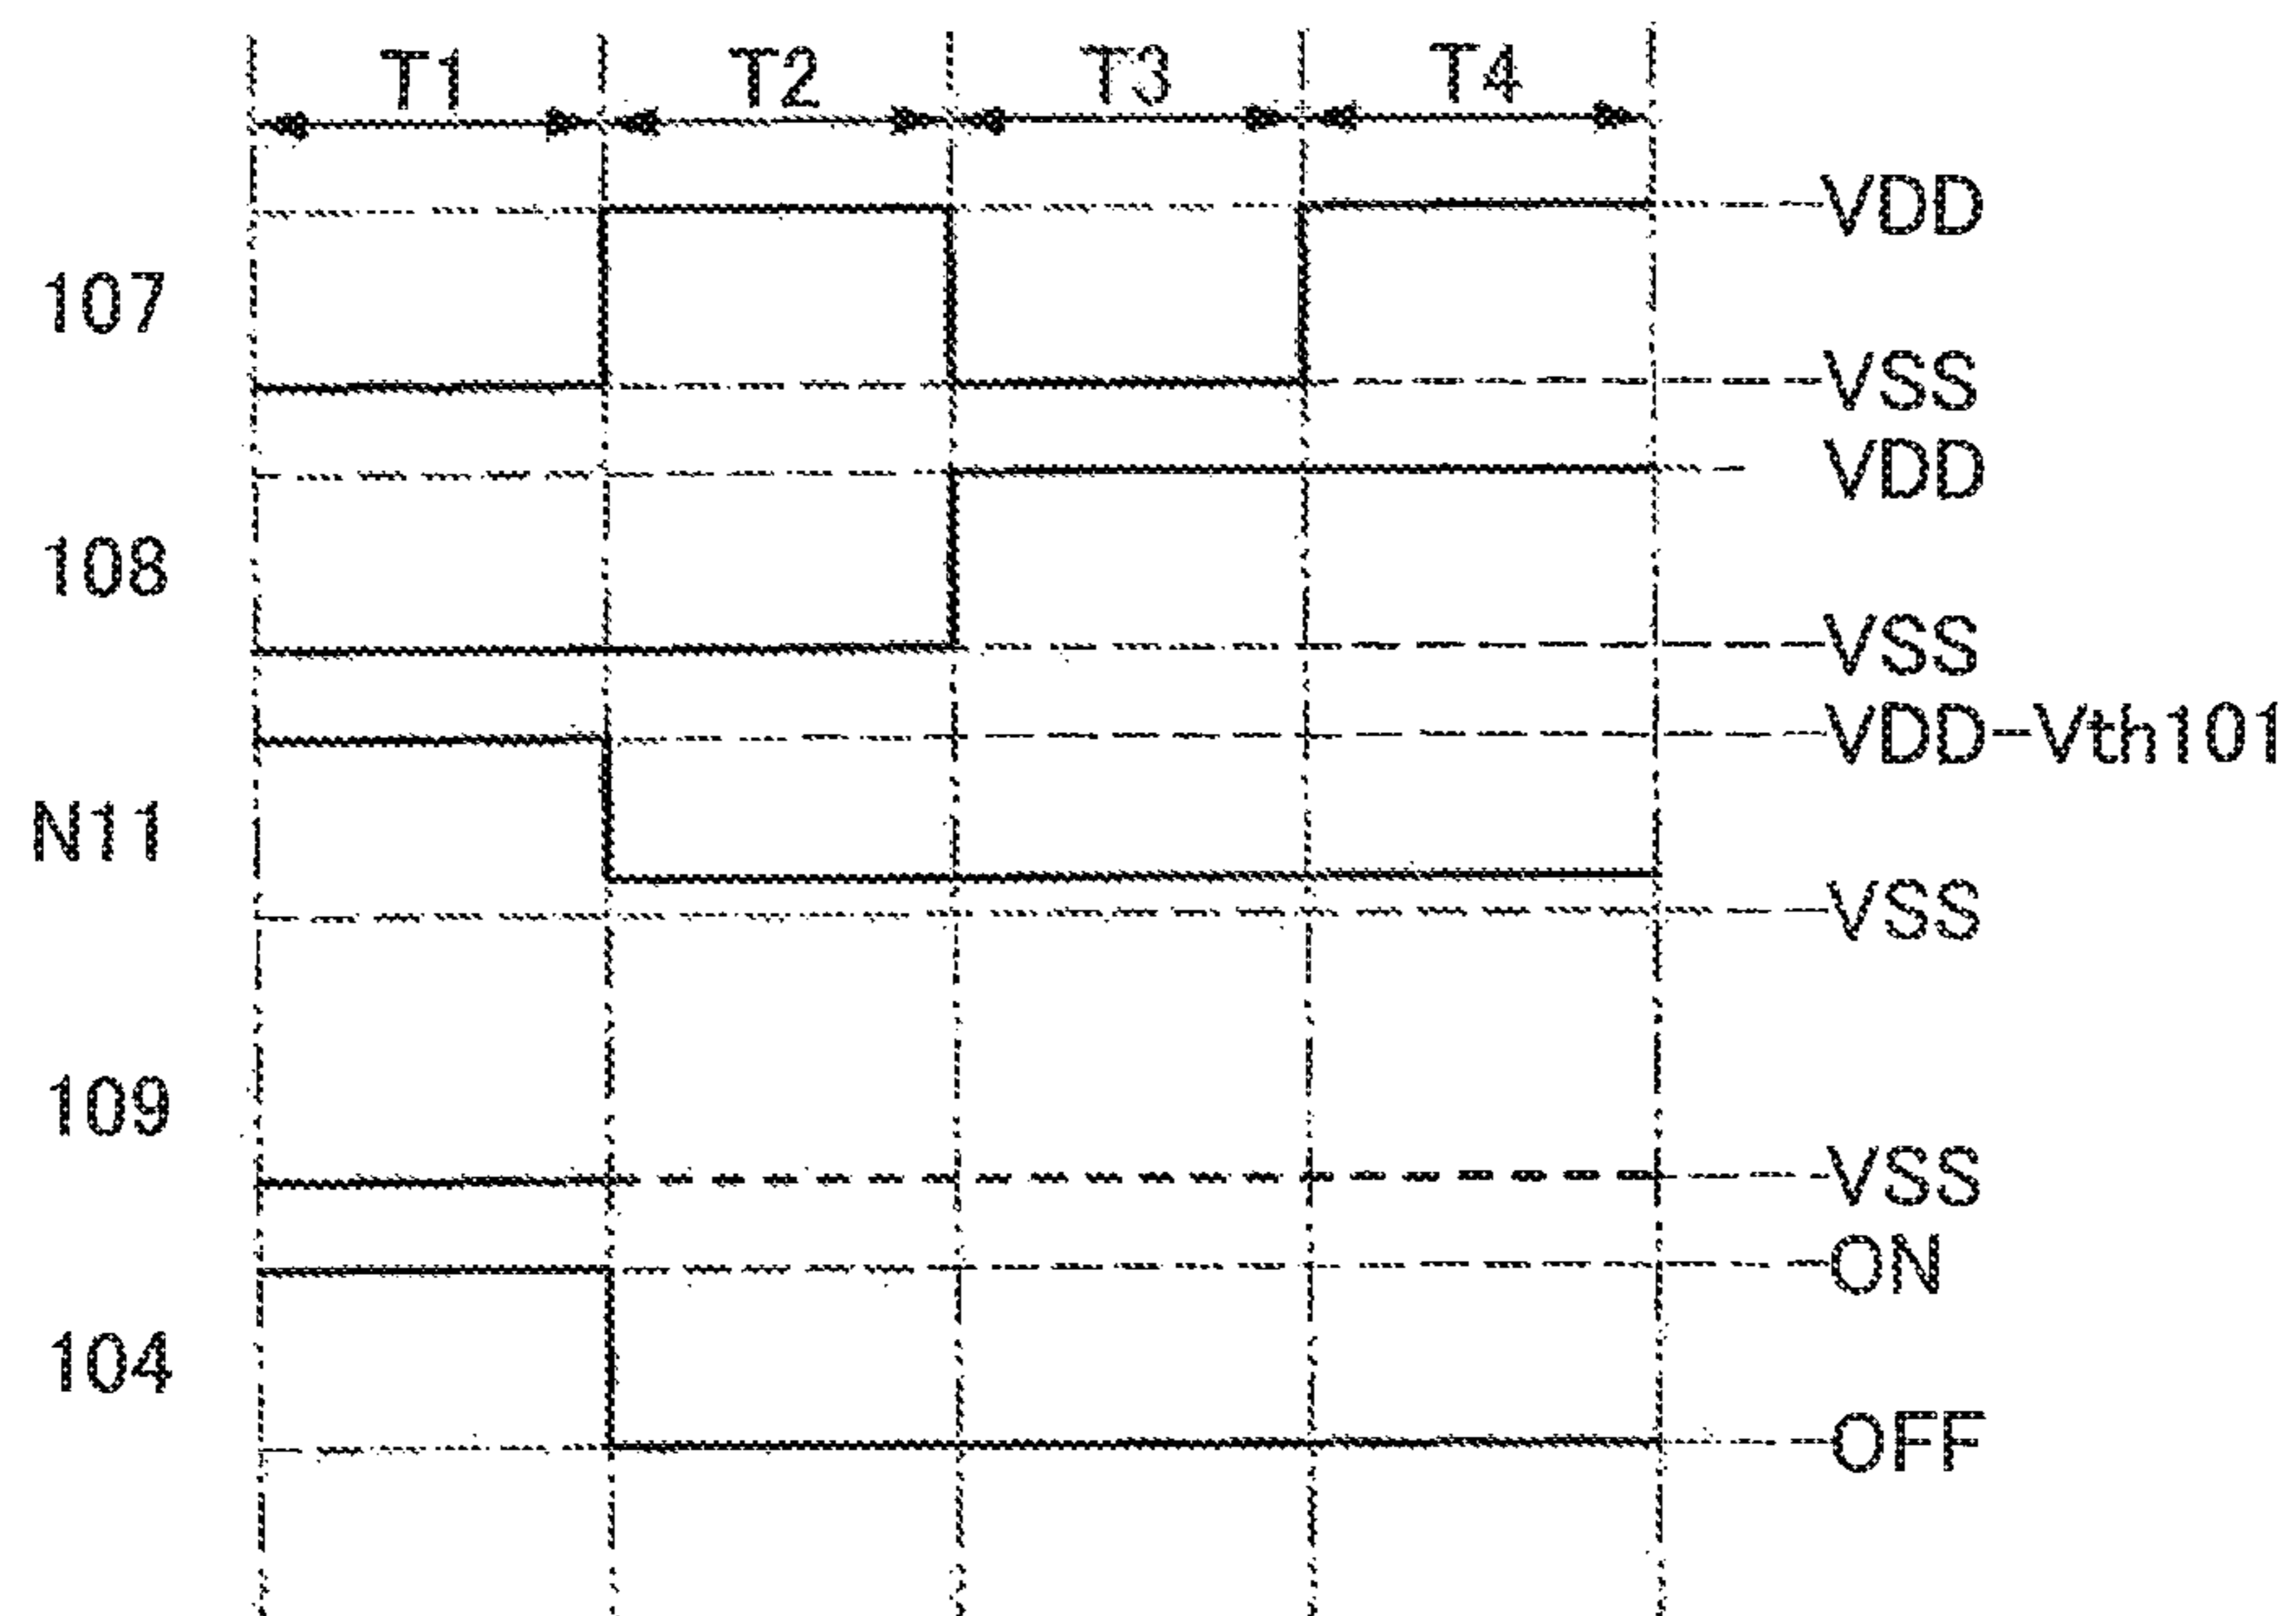 T1 T2 T3 T4
VDD
107
VSS
VDD
108
VSS
VDD-Vth101
N11
VSS
109
VSS
ON
104
OFF